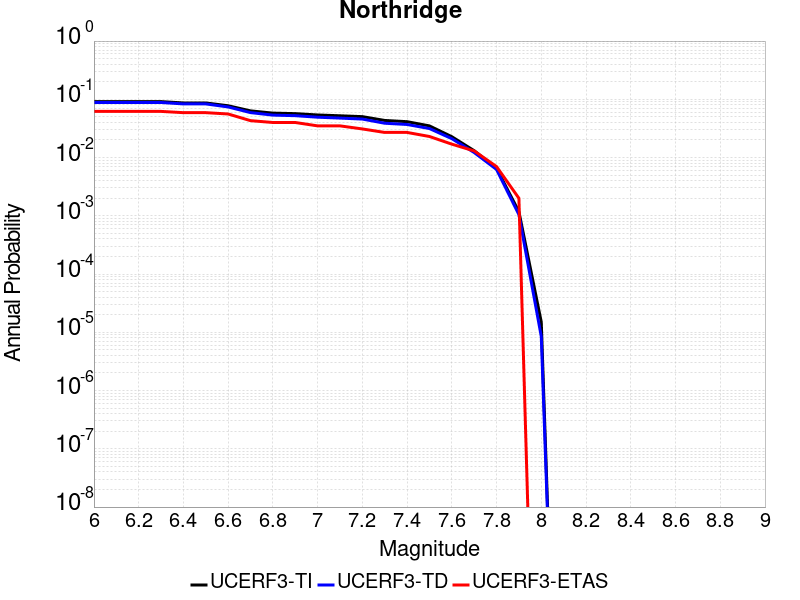 Northridge
10^0
10^-1
10^-2
10^-3
10^-4
10^-5
10^-6
10^-7
10^-8
Annual Probability
6 6.2 6.4 6.6 6.8 7 7.2 7.4 7.6 7.8 8 8.2 8.4 8.6 8.8 9
Magnitude
UCERF3-TI UCERF3-TD UCERF3-ETAS